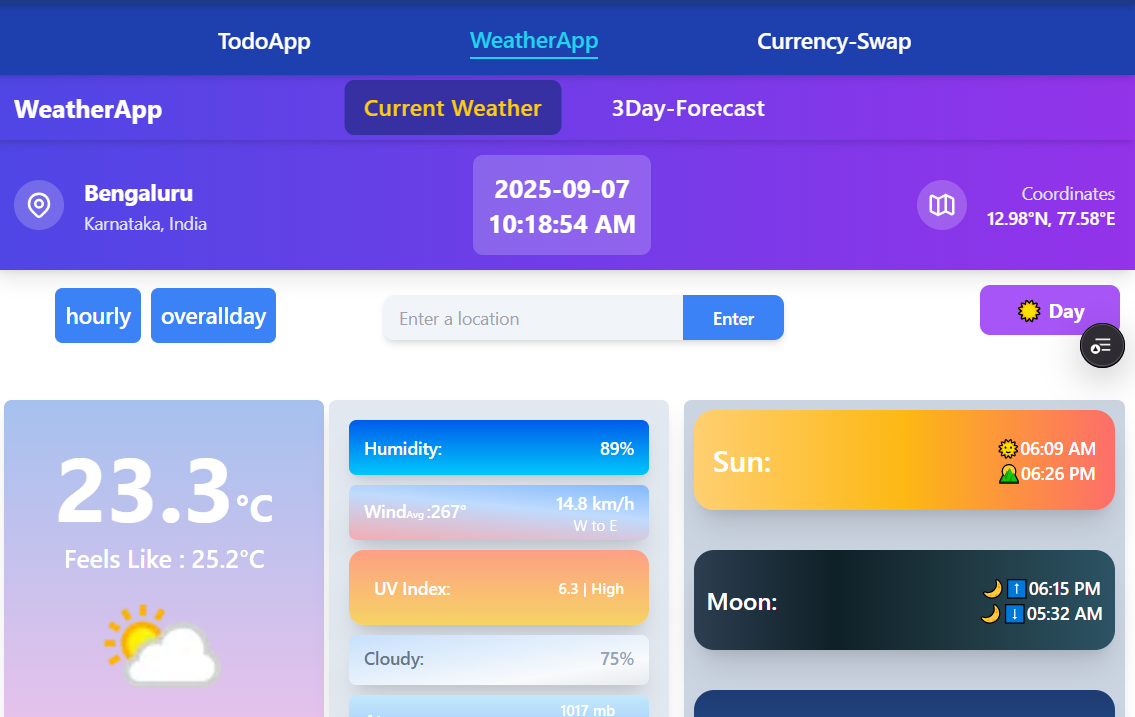 TodoApp WeatherApp Currency-Swap
WeatherApp Current Weather 3Day-Forecast
Bengaluru
Karnataka, India
2025-09-07
10:18:54 AM
Coordinates
12.98°N, 77.58°E
hourly overallday Enter a location Enter Day
23.3°C
Feels Like : 25.2°C
Humidity: 89%
WindAvg :267° 14.8 km/h
W to E
UV Index: 6.3 | High
Cloudy: 75%
1017 mb
Sun:
06:09 AM
06:26 PM
Moon:
06:15 PM
05:32 AM